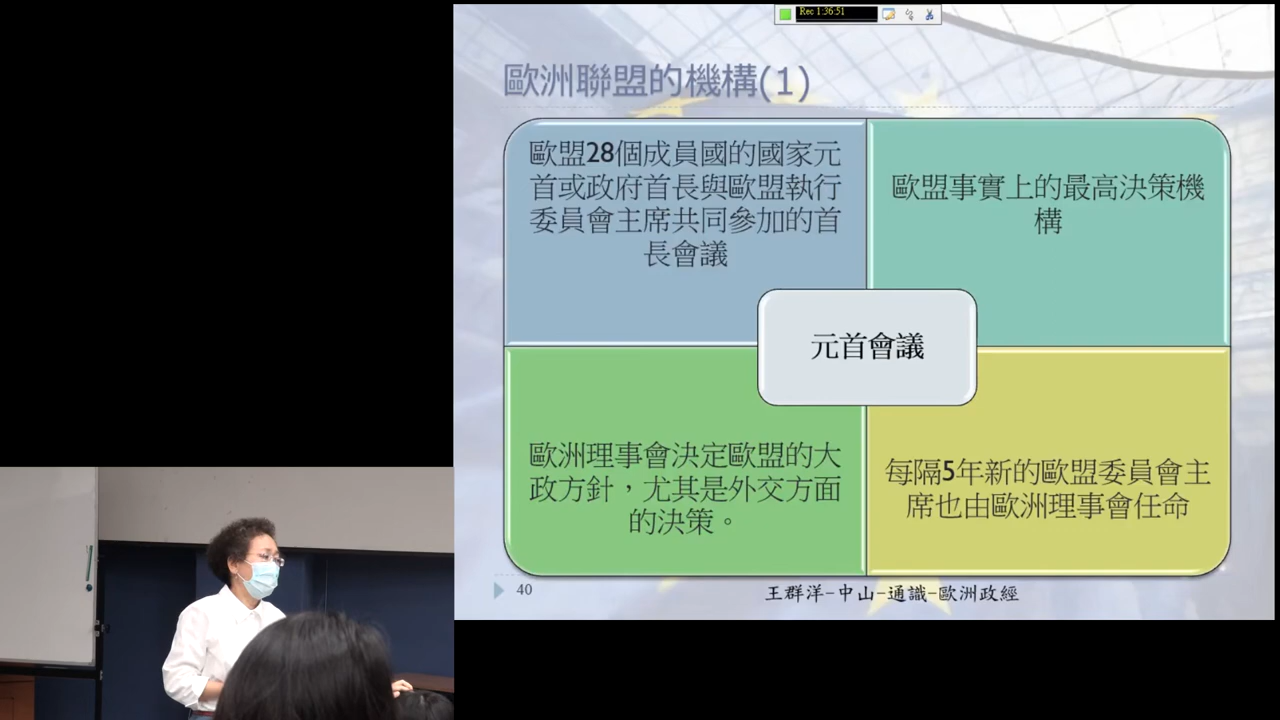 Rec 1:36:51
歐洲聯盟的機構(1)
歐盟28個成員國的國家元
首或政府首長與歐盟執行
委員會主席共同參加的首
長會議
歐盟事實上的最高決策機
構
元首會議
歐洲理事會決定歐盟的大
政方針，尤其是外交方面
的決策。
每隔5年新的歐盟委員會主
席也由歐洲理事會任命
40
王群洋-中山-通識-歐洲政經